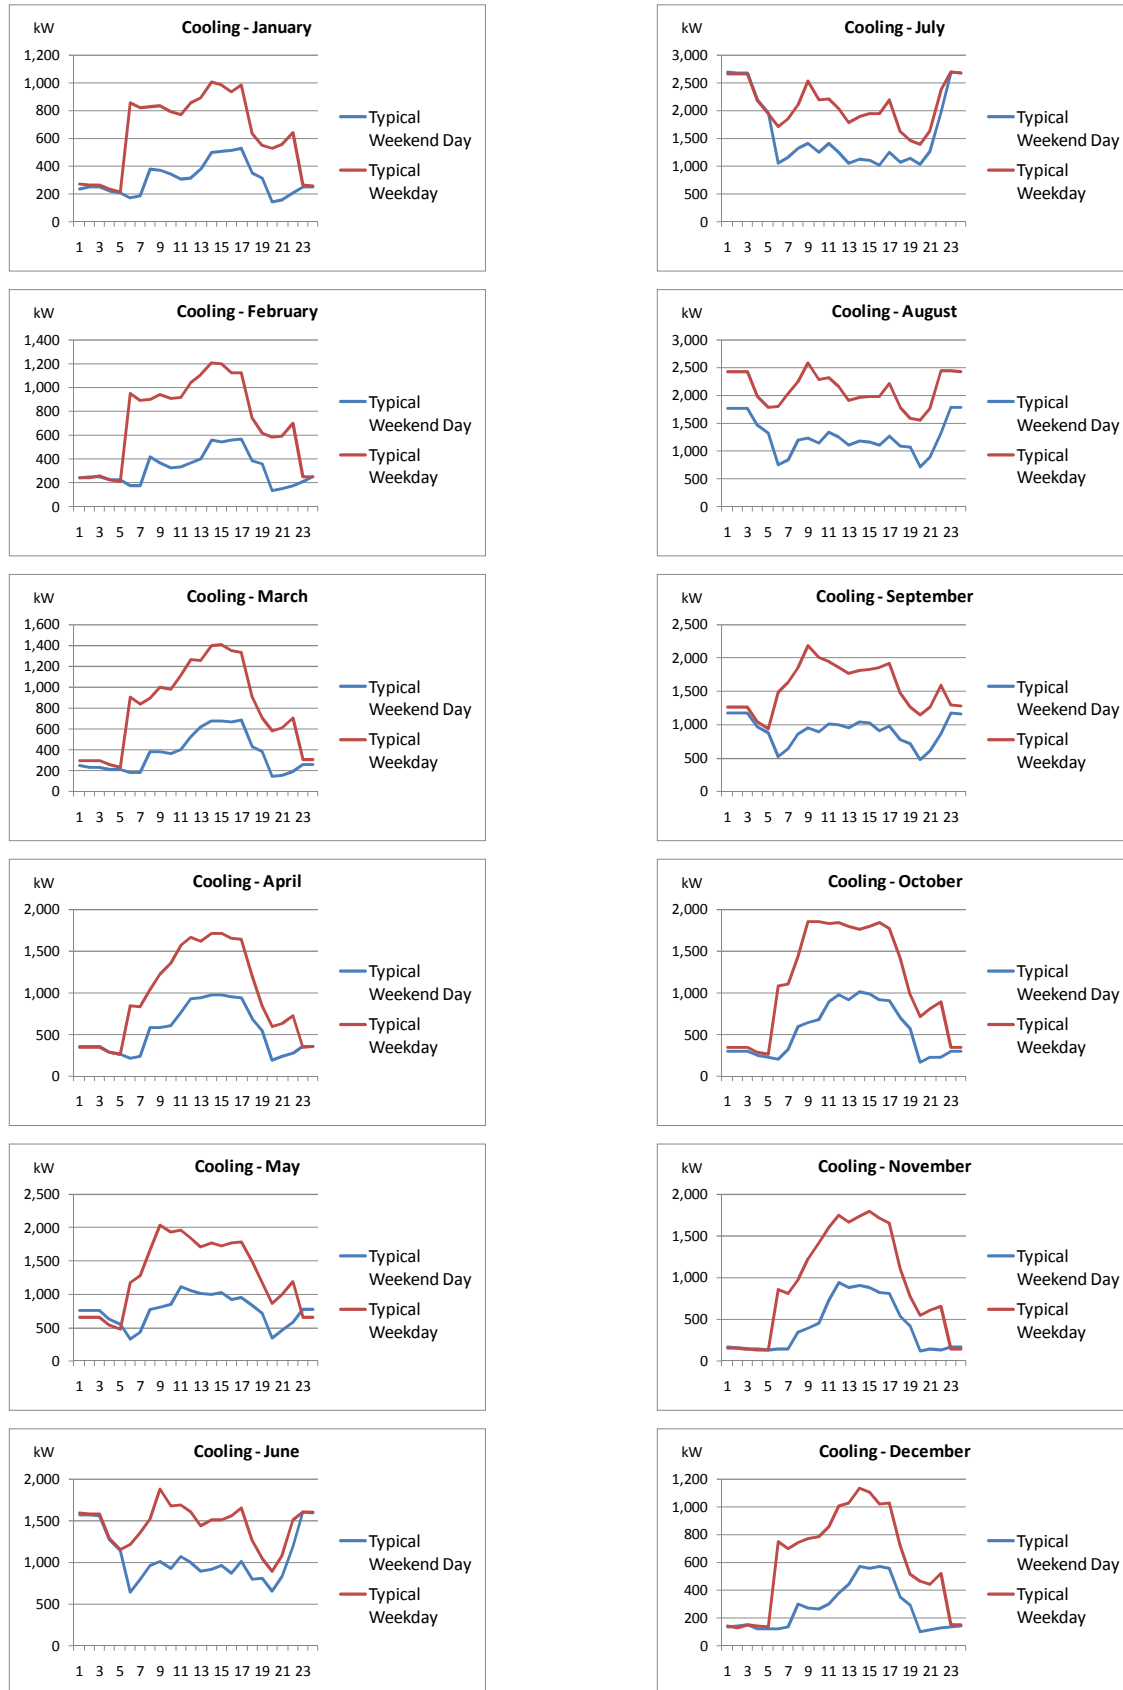 Cooling - January
kW
1,200
1,000
800
600
400
200
0
1 3 5 7 9 11 13 15 17 19 21 23
Typical
Weekend Day
Typical
Weekday
Cooling - February
kW
1,400
1,200
1,000
800
600
400
200
0
1 3 5 7 9 11 13 15 17 19 21 23
Typical
Weekend Day
Typical
Weekday
Cooling - March
kW
1,600
1,400
1,200
1,000
800
600
400
200
0
1 3 5 7 9 11 13 15 17 19 21 23
Typical
Weekend Day
Typical
Weekday
Cooling - April
kW
2,000
1,500
1,000
500
0
1 3 5 7 9 11 13 15 17 19 21 23
Typical
Weekend Day
Typical
Weekday
Cooling - May
kW
2,500
2,000
1,500
1,000
500
0
1 3 5 7 9 11 13 15 17 19 21 23
Typical
Weekend Day
Typical
Weekday
Cooling - June
kW
2,000
1,500
1,000
500
0
1 3 5 7 9 11 13 15 17 19 21 23
Typical
Weekend Day
Typical
Weekday
Cooling - July
kW
3,000
2,500
2,000
1,500
1,000
500
0
1 3 5 7 9 11 13 15 17 19 21 23
Typical
Weekend Day
Typical
Weekday
Cooling - August
kW
3,000
2,500
2,000
1,500
1,000
500
0
1 3 5 7 9 11 13 15 17 19 21 23
Typical
Weekend Day
Typical
Weekday
Cooling - September
kW
2,500
2,000
1,500
1,000
500
0
1 3 5 7 9 11 13 15 17 19 21 23
Typical
Weekend Day
Typical
Weekday
Cooling - October
kW
2,000
1,500
1,000
500
0
1 3 5 7 9 11 13 15 17 19 21 23
Typical
Weekend Day
Typical
Weekday
Cooling - November
kW
2,000
1,500
1,000
500
0
1 3 5 7 9 11 13 15 17 19 21 23
Typical
Weekend Day
Typical
Weekday
Cooling - December
kW
1,200
1,000
800
600
400
200
0
1 3 5 7 9 11 13 15 17 19 21 23
Typical
Weekend Day
Typical
Weekday